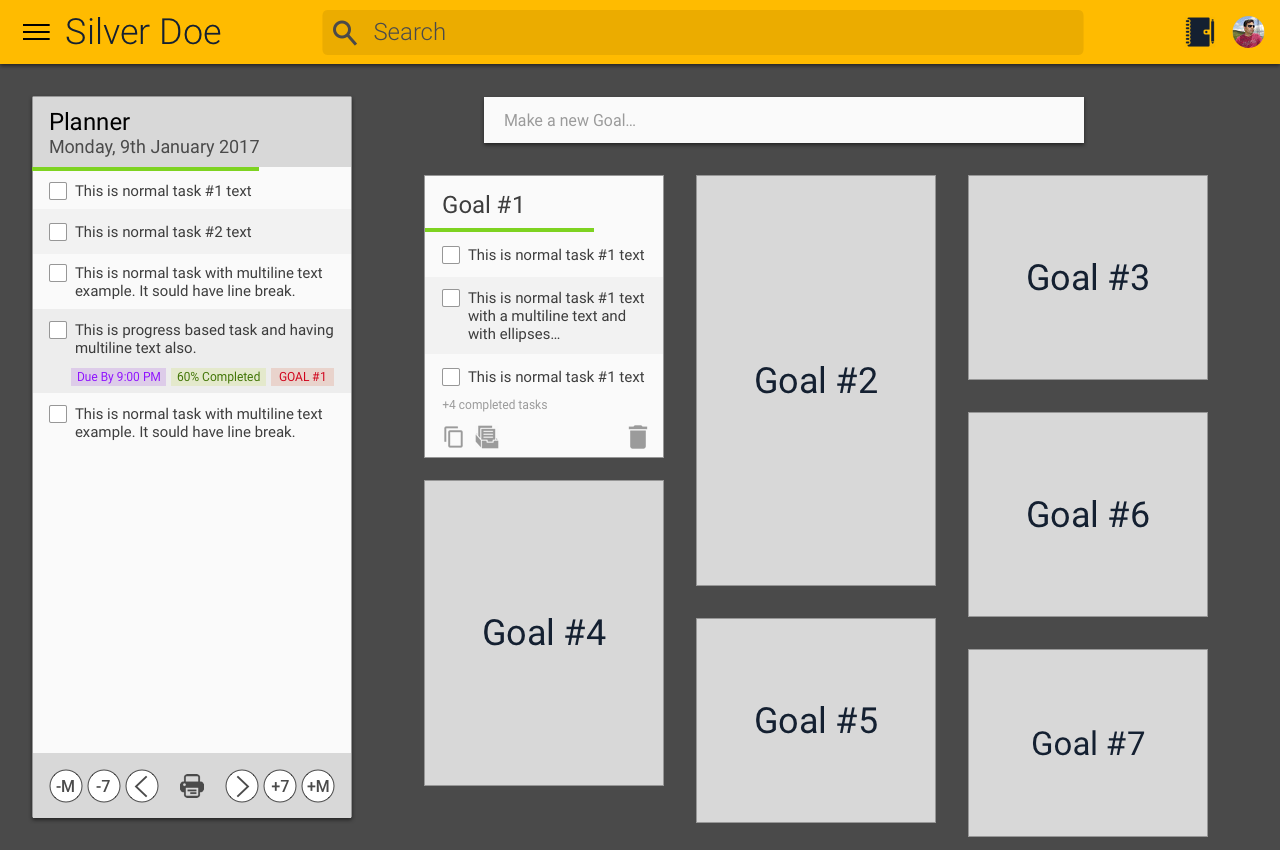 Silver Doe
Search
Planner
Monday, 9th January 2017
This is normal task #1 text
This is normal task #2 text
This is normal task with multiline text
example. It sould have line break.
This is progress based task and having
multiline text also.
Due By 9:00 PM 60% Completed GOAL #1
This is normal task with multiline text
example. It sould have line break.
-M -7 +7 +M
Make a new Goal...
Goal #1
This is normal task #1 text
This is normal task #1 text
with a multiline text and
with ellipses...
This is normal task #1 text
+4 completed tasks
Goal #2
Goal #3
Goal #4
Goal #5
Goal #6
Goal #7